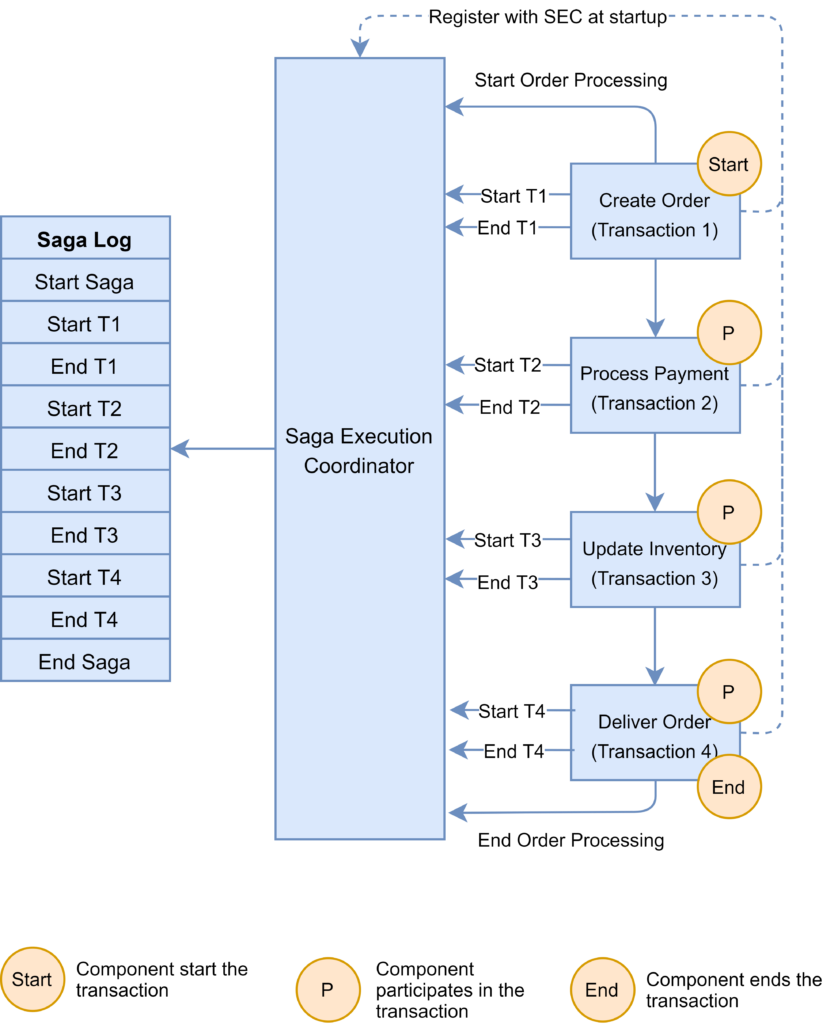 Register with SEC at startup
Start Order Processing
Start
Create Order
(Transaction 1)
Start T1
End T1
Saga Log
Start Saga
Start T1
End T1
Start T2
End T2
Start T3
End T3
Start T4
End T4
End Saga
Saga Execution
Coordinator
P
Process Payment
(Transaction 2)
Start T2
End T2
P
Update Inventory
(Transaction 3)
Start T3
End T3
P
Deliver Order
(Transaction 4)
Start T4
End T4
End
End Order Processing
Start
Component start the
transaction
P
Component
participates in the
transaction
End
Component ends the
transaction